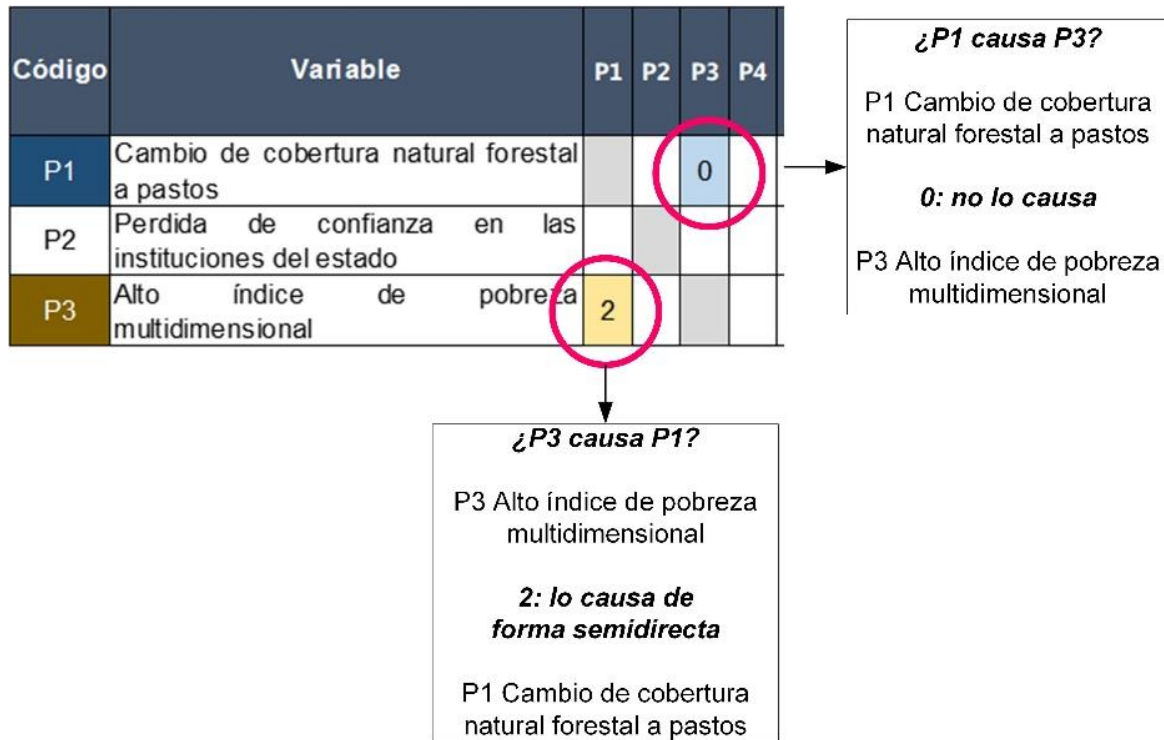 Código Variable P1 P2 P3 P4
P1 Cambio de cobertura natural forestal
a pastos 0
P2 Perdida de confianza en las
instituciones del estado
P3 Alto índice de pobreza
multidimensional 2
¿P1 causa P3?
P1 Cambio de cobertura
natural forestal a pastos
0: no lo causa
P3 Alto índice de pobreza
multidimensional
¿P3 causa P1?
P3 Alto índice de pobreza
multidimensional
2: lo causa de
forma semidirecta
P1 Cambio de cobertura
natural forestal a pastos